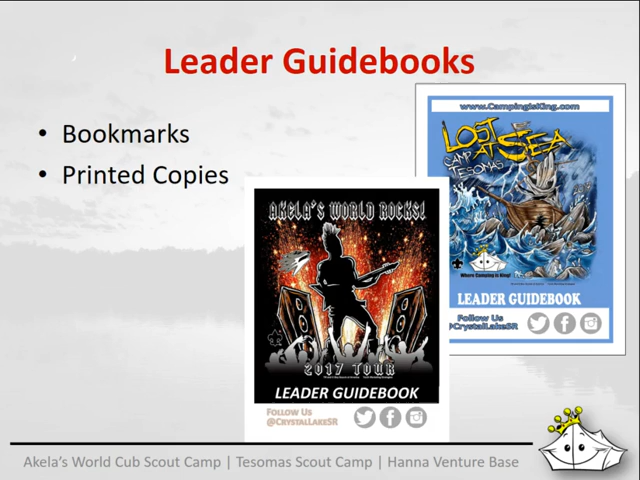 Leader Guidebooks
• Bookmarks
• Printed Copies
www.CampingIsKing.com
LOST
AT SEA
CAMP
TESOMAS
Where Camping is King!
LEADER GUIDEBOOK
Follow Us
@CrystalLakeSR
AKELA'S WORLD ROCKS!
2017 TOUR
LEADER GUIDEBOOK
Follow Us
@CrystalLakeSR
Akela's World Cub Scout Camp | Tesomas Scout Camp | Hanna Venture Base